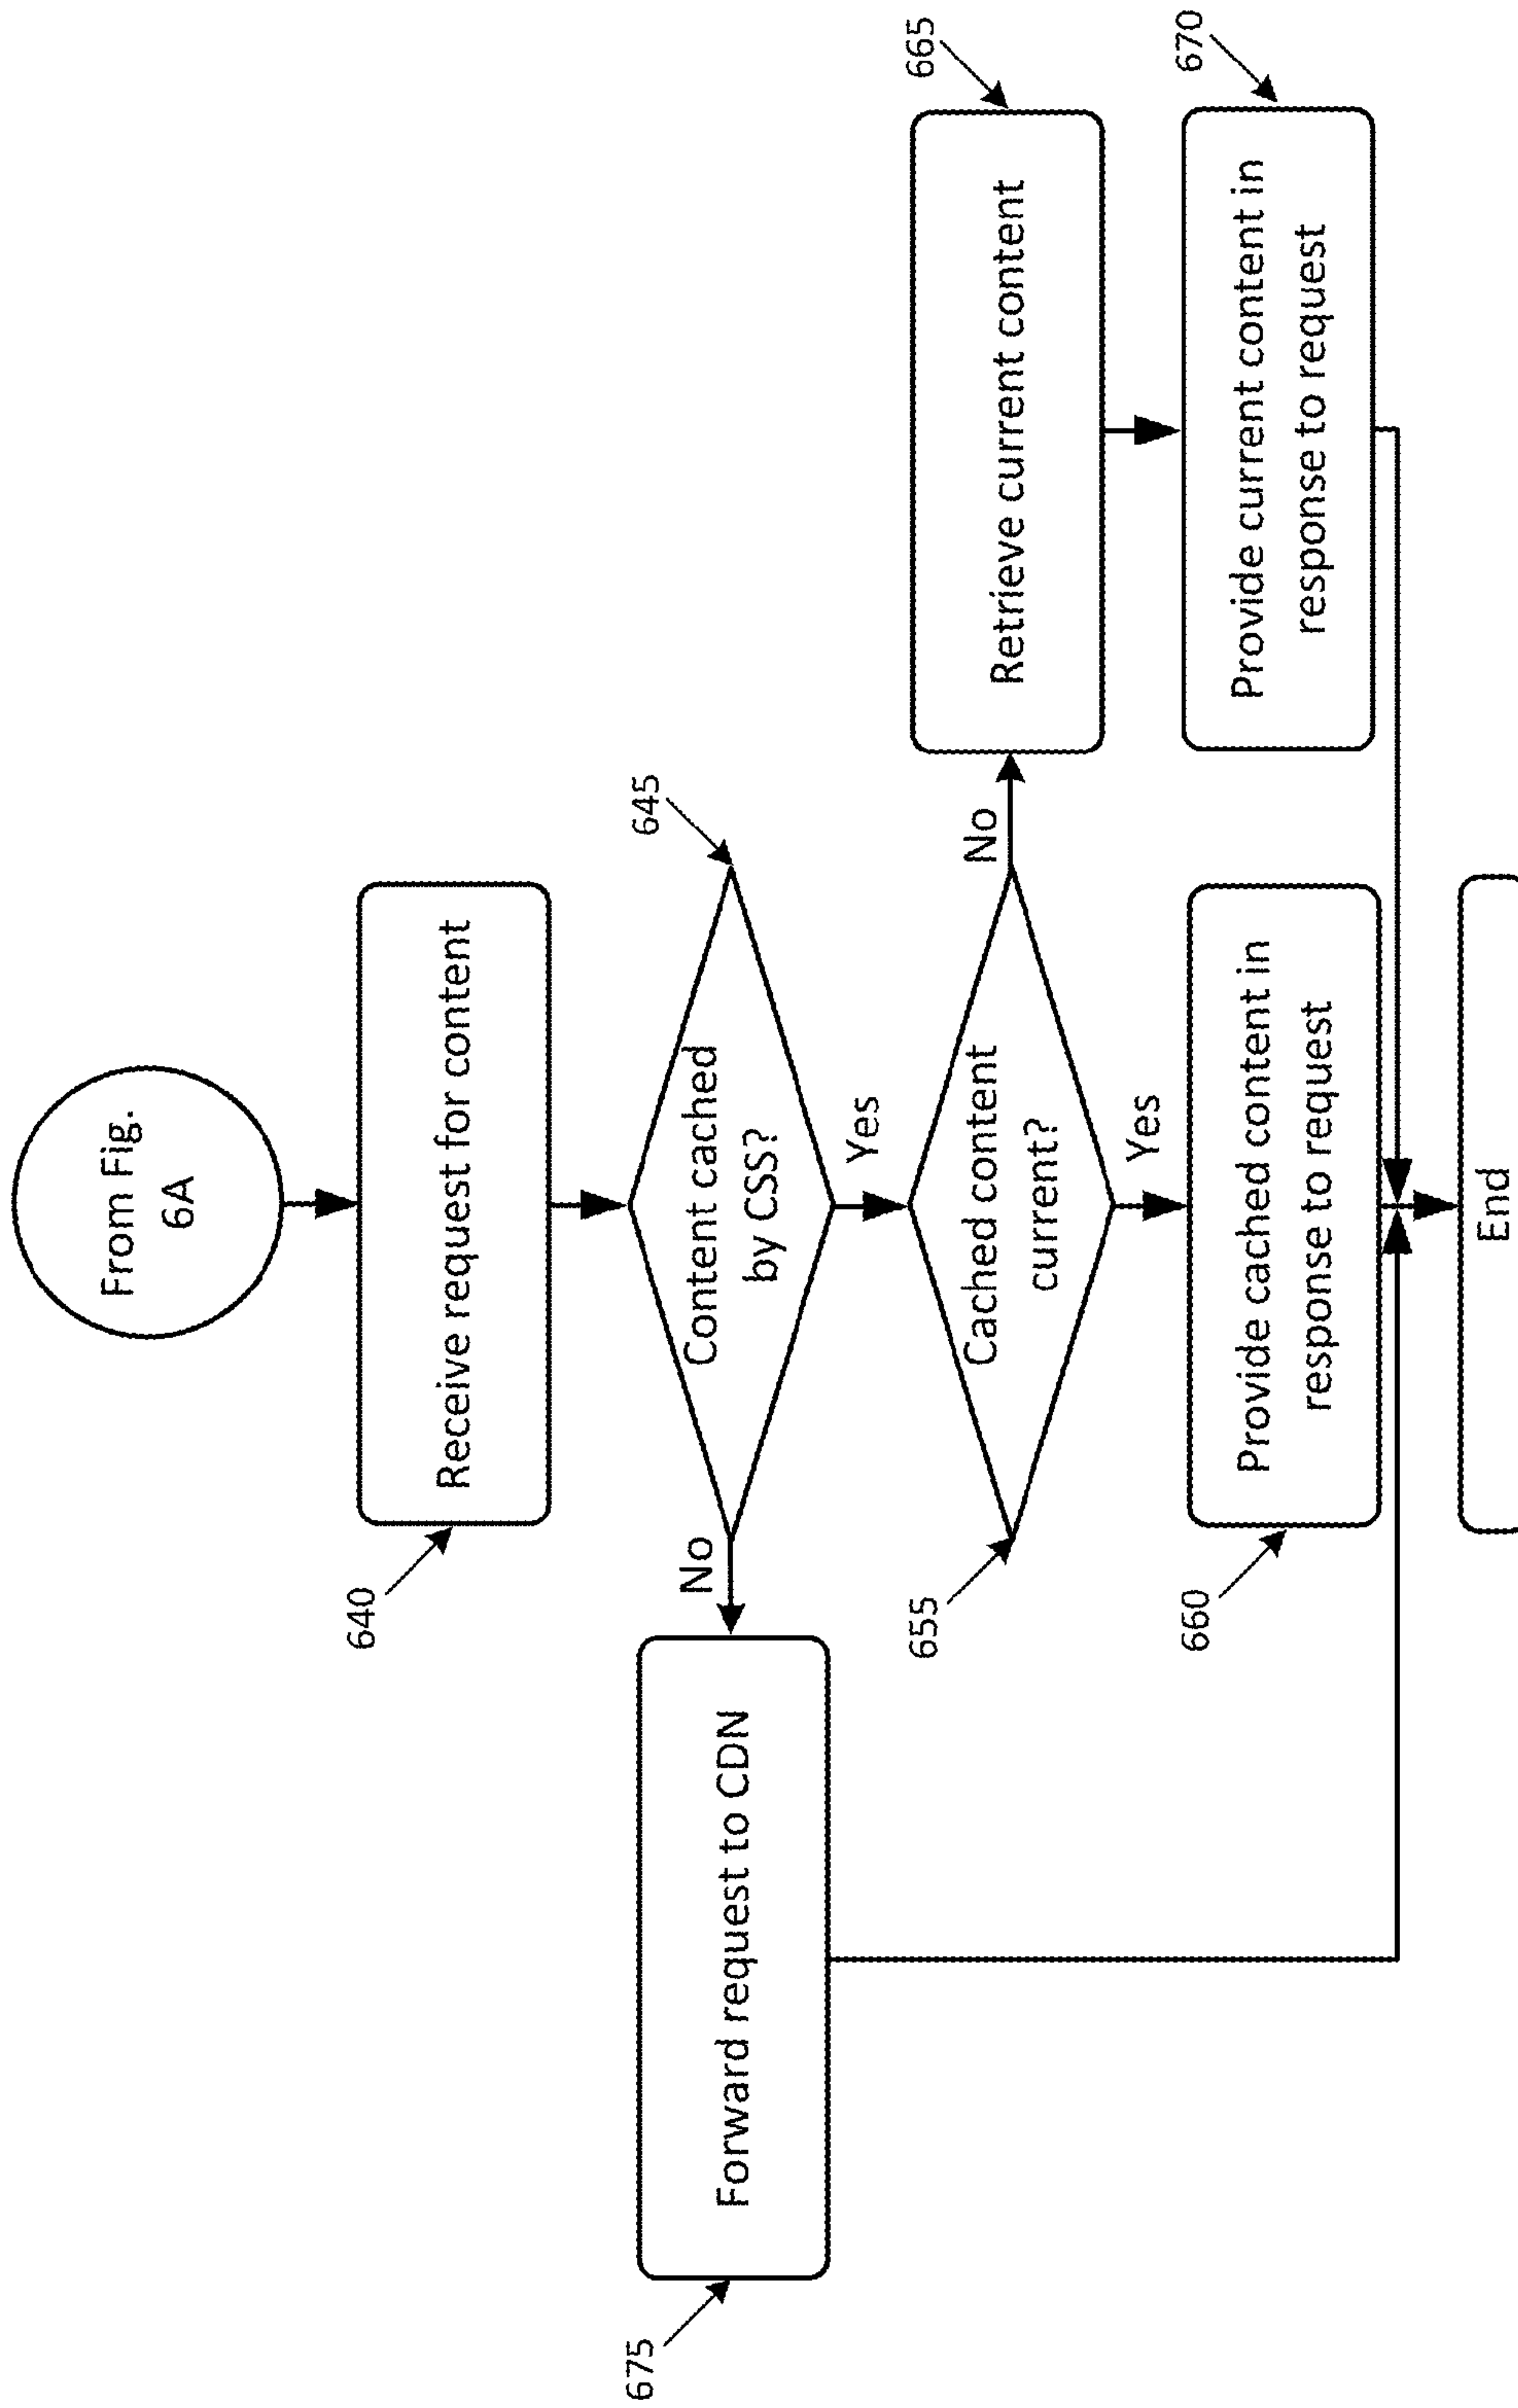 From Fig.
6A
640
Receive request for content
645
Content cached
by CSS?
No
Yes
675
Forward request to CDN
655
Cached content
current?
No
Yes
665
Retrieve current content
660
Provide cached content in
response to request
670
Provide current content in
response to request
End